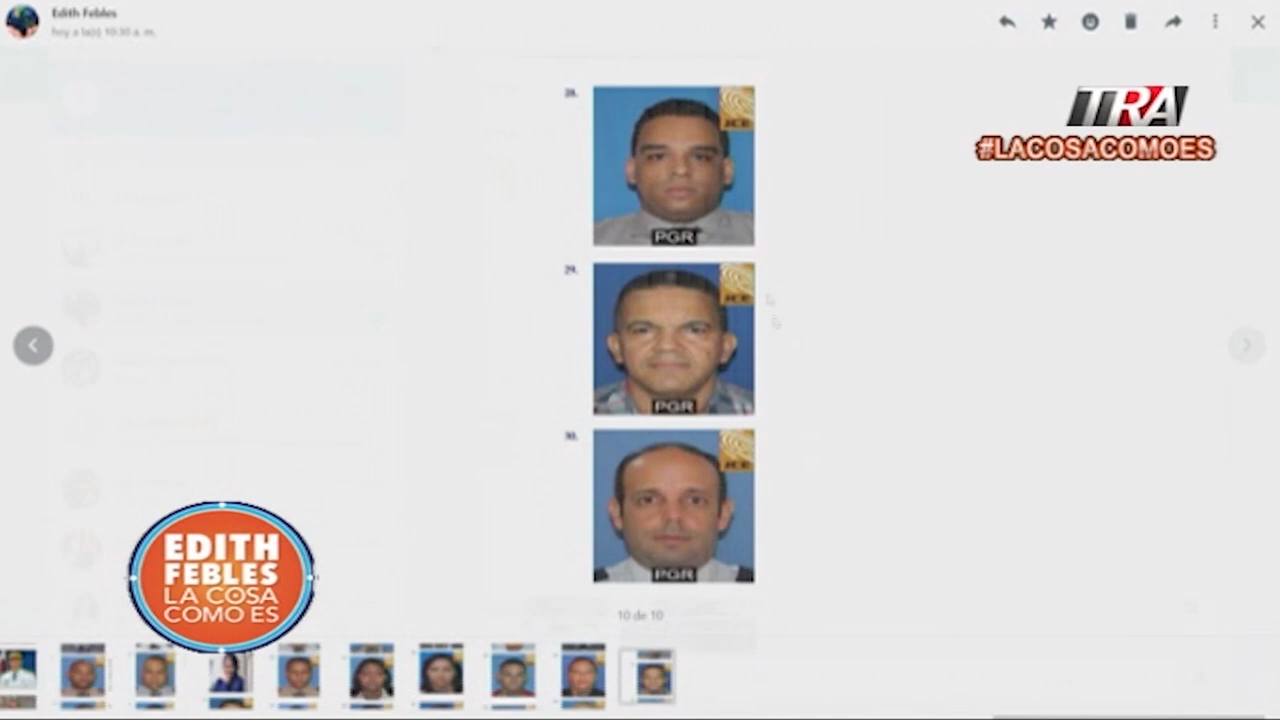 Edith Febles
hoy a la(s) 10:30 a. m.
TRA
#LACOSACOMOES
28.
JCE
PGR
29.
JCE
PGR
30.
JCE
PGR
10 de 10
EDITH
FEBLES
LA COSA
COMO ES